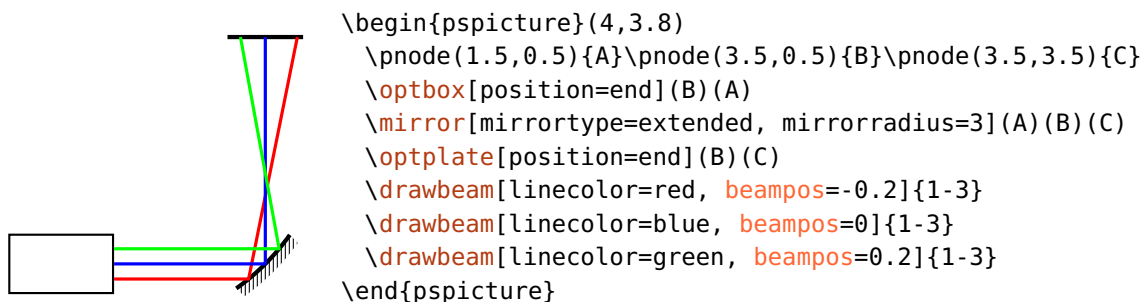 \begin{pspicture}(4,3.8)
\pnode(1.5,0.5){A}\pnode(3.5,0.5){B}\pnode(3.5,3.5){C}
\optbox[position=end](B)(A)
\mirror[mirrortype=extended, mirrorradius=3](A)(B)(C)
\optplate[position=end](B)(C)
\drawbeam[linecolor=red, beampos=-0.2]{1-3}
\drawbeam[linecolor=blue, beampos=0]{1-3}
\drawbeam[linecolor=green, beampos=0.2]{1-3}
\end{pspicture}